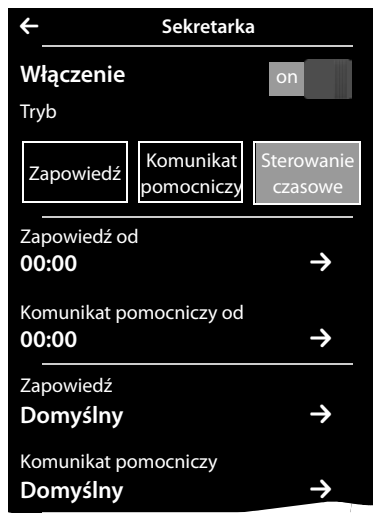 Sekretarka
Włączenie
on
Tryb
Zapowiedź
Komunikat
pomocniczy
Sterowanie
czasowe
Zapowiedź od
00:00
Komunikat pomocniczy od
00:00
Zapowiedź
Domyślny
Komunikat pomocniczy
Domyślny